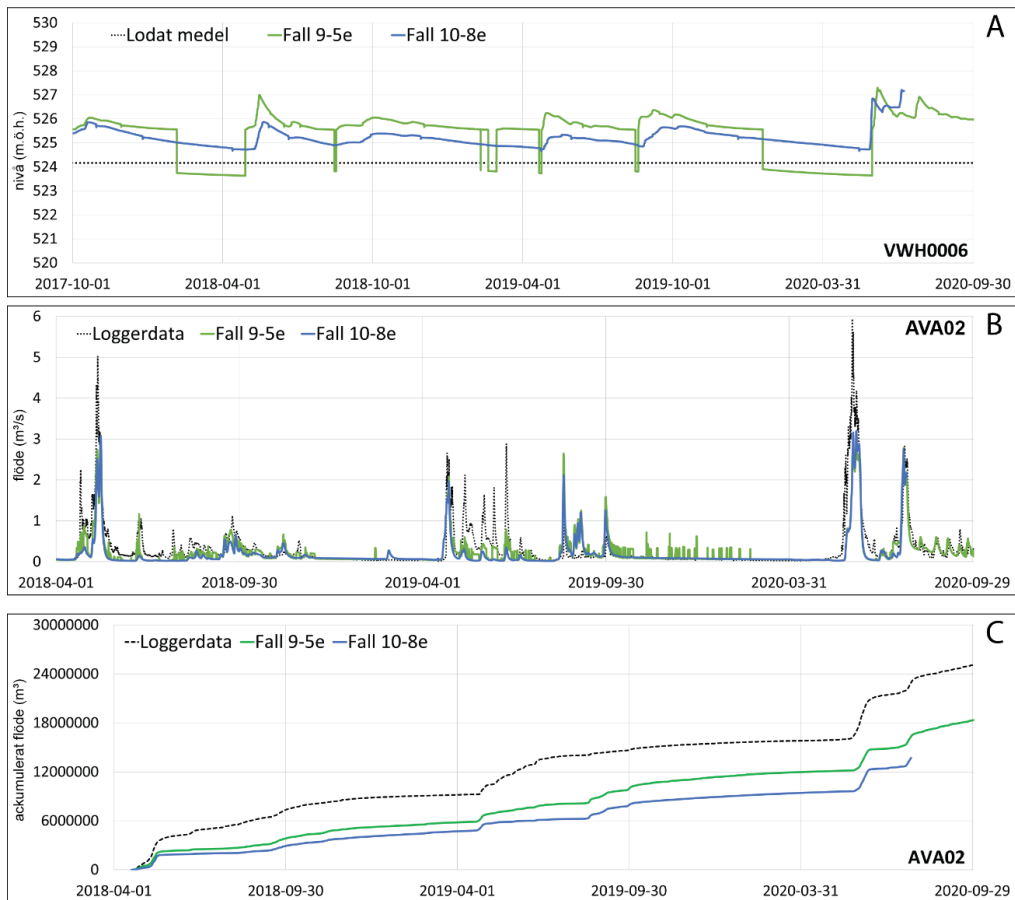 A
530
529
528
527
526
525
524
523
522
521
520
nivå (m.ö.h.)
Lodat medel Fall 9-5e Fall 10-8e
VWH0006
2017-10-01 2018-04-01 2018-10-01 2019-04-01 2019-10-01 2020-03-31 2020-09-30
B
6
5
4
3
2
1
0
flöde (m³/s)
Loggerdata Fall 9-5e Fall 10-8e
AVA02
2018-04-01 2018-09-30 2019-04-01 2019-09-30 2020-03-31 2020-09-29
C
30000000
24000000
18000000
12000000
6000000
0
ackumulerat flöde (m³)
Loggerdata Fall 9-5e Fall 10-8e
AVA02
2018-04-01 2018-09-30 2019-04-01 2019-09-30 2020-03-31 2020-09-29